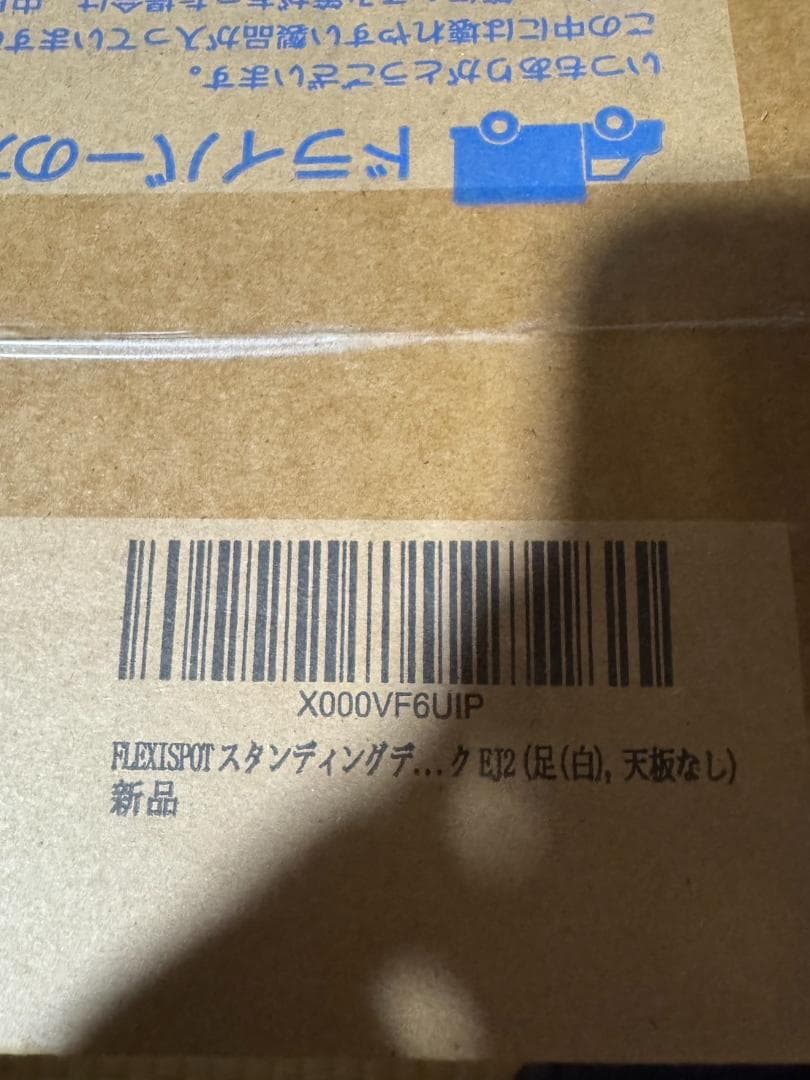 ドライバーの
いつもありがとうございます。
この中には壊れやすい製品が入っています
X000VF6UIP
FLEXISPOT スタンディングデ...ク EJ2 (足(白), 天板なし)
新品